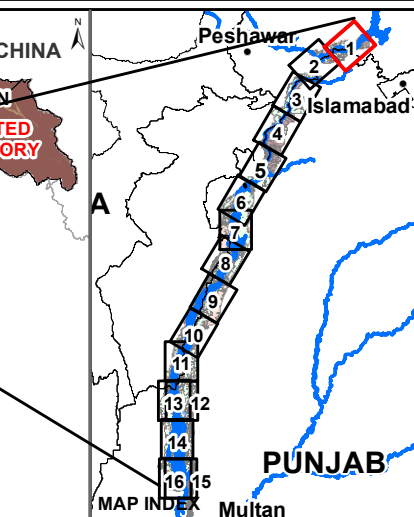 CHINA
N
Peshawar
1
2
3
Islamabad
N
TED
ORY
4
5
A
6
7
8
9
10
11
13 12
14
PUNJAB
16 15
MAP INDEX
Multan